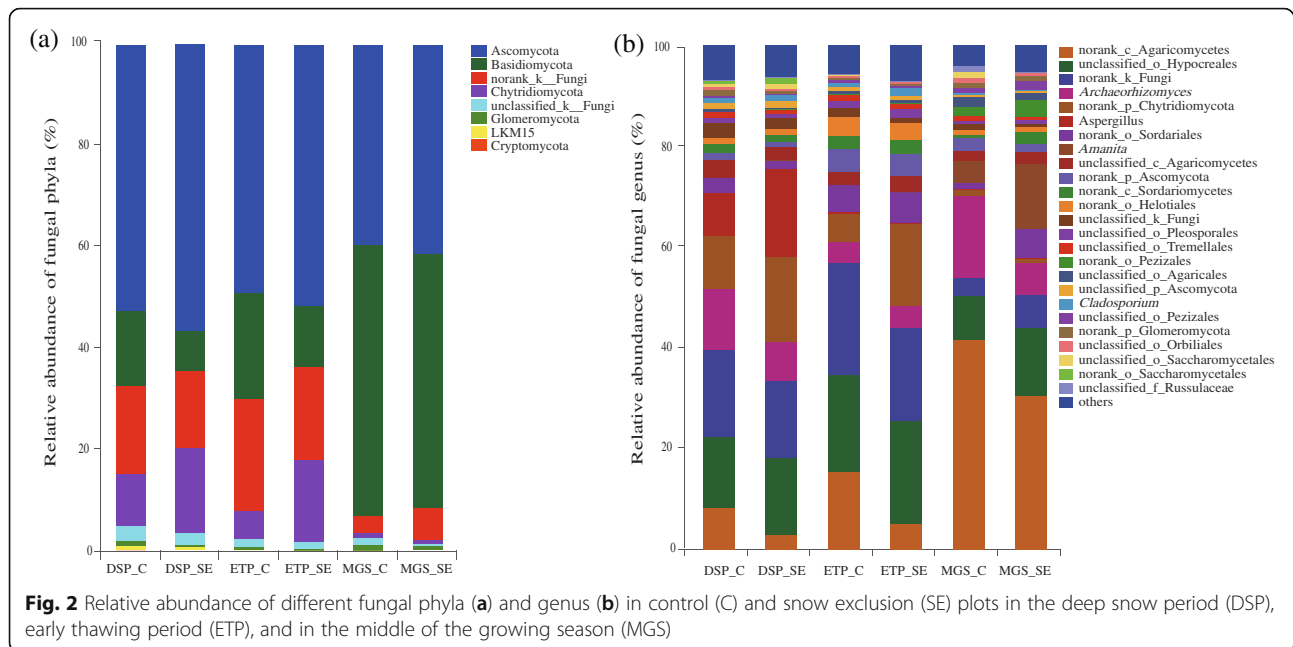 (a)
100
80
60
40
20
0
Relative abundance of fungal phyla (%)
DSP_C DSP_SE ETP_C ETP_SE MGS_C MGS_SE
Ascomycota
Basidiomycota
norank_k__Fungi
Chytridiomycota
unclassified_k__Fungi
Glomeromycota
LKM15
Cryptomycota
(b)
100
80
60
40
20
0
Relative abundance of fungal genus (%)
DSP_C DSP_SE ETP_C ETP_SE MGS_C MGS_SE
norank_c_Agaricomycetes
unclassified_o_Hypocreales
norank_k_Fungi
Archaeorhizomyces
norank_p_Chytridiomycota
Aspergillus
norank_o_Sordariales
Amanita
unclassified_c_Agaricomycetes
norank_p_Ascomycota
norank_c_Sordariomycetes
norank_o_Helotiales
unclassified_k_Fungi
unclassified_o_Pleosporales
unclassified_o_Tremellales
norank_o_Pezizales
unclassified_o_Agaricales
unclassified_p_Ascomycota
Cladosporium
unclassified_o_Pezizales
norank_p_Glomeromycota
unclassified_o_Orbiliales
unclassified_o_Saccharomycetales
norank_o_Saccharomycetales
unclassified_f_Russulaceae
others
Fig. 2 Relative abundance of different fungal phyla (a) and genus (b) in control (C) and snow exclusion (SE) plots in the deep snow period (DSP),
early thawing period (ETP), and in the middle of the growing season (MGS)